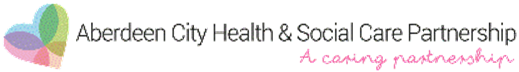 Aberdeen City Health & Social Care Partnership
A caring partnership